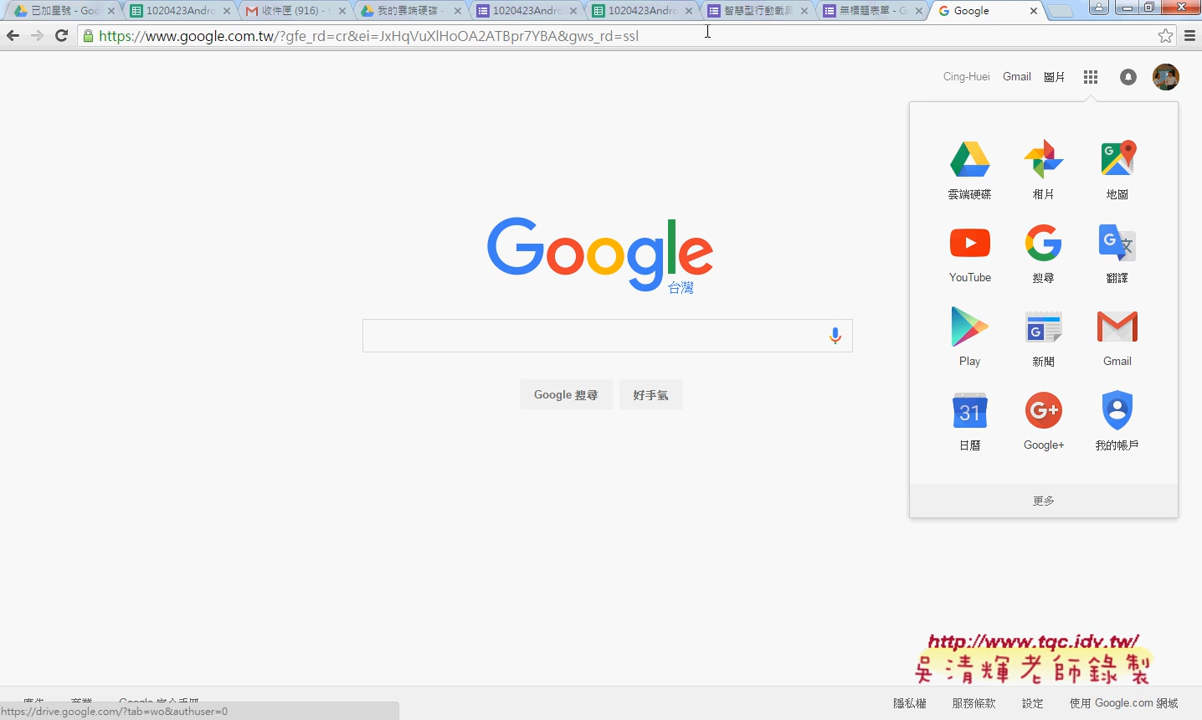 已加星號 - Goo
1020423Andro
收件匣 (916) -
我的雲端硬碟 -
1020423Andro
1020423Andro
智慧型行動裝置
無標題表單 - G
Google
https://www.google.com.tw/?gfe_rd=cr&ei=JxHqVuXlHoOA2ATBpr7YBA&gws_rd=ssl
Cing-Huei
Gmail
圖片
雲端硬碟
相片
地圖
YouTube
搜尋
翻譯
Play
新聞
Gmail
31
日曆
Google+
我的帳戶
更多
Google
台灣
Google 搜尋
好手氣
http://www.tqc.idv.tw/
吳清輝老師錄製
隱私權
服務條款
設定
使用 Google.com 網域
https://drive.google.com/?tab=wo&authuser=0